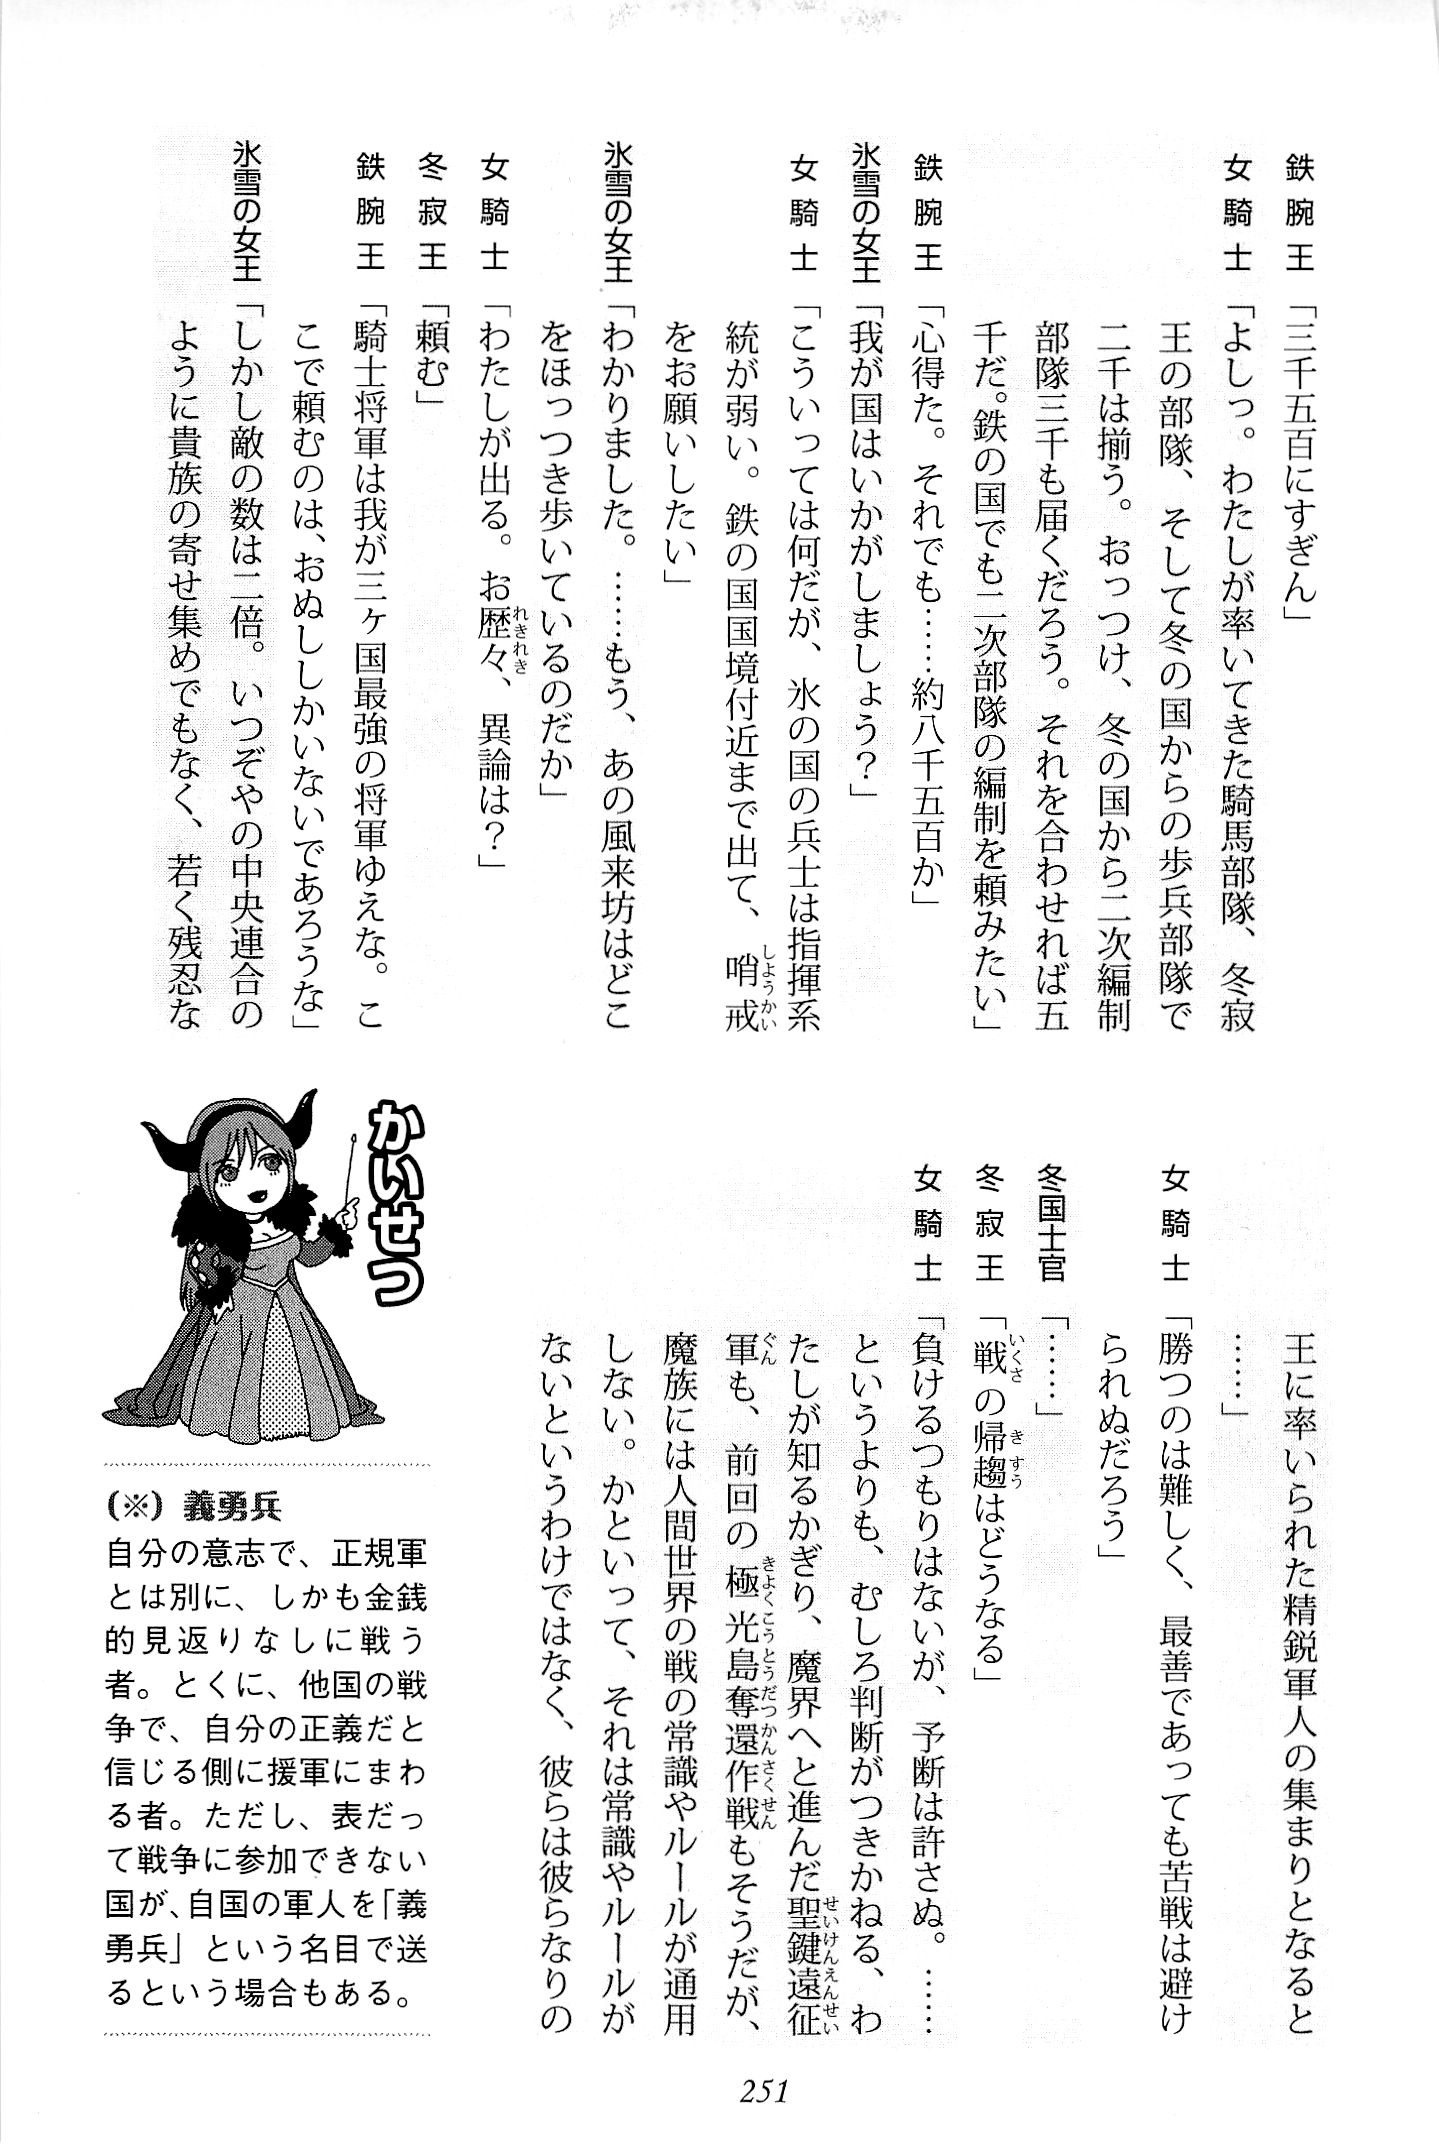 鉄腕王「三千五百にすぎん」
女騎士「よしっ。わたしが率いてきた騎馬部隊、冬寂
王の部隊、そして冬の国からの歩兵部隊で
二千は揃う。おっつけ、冬の国から二次編制
部隊三千も届くだろう。それを合わせれば五
千だ。鉄の国でも二次部隊の編制を頼みたい」
鉄腕王「心得た。それでも……約八千五百か」
氷雪の女王「我が国はいかがしましょう？」
女騎士「こういっては何だが、氷の国の兵士は指揮系
統が弱い。鉄の国国境付近まで出て、哨戒
をお願いしたい」
氷雪の女王「わかりました。……もう、あの風来坊はどこ
をほっつき歩いているのだか」
女騎士「わたしが出る。お歴々、異論は？」
冬寂王「頼む」
鉄腕王「騎士将軍は我が三ヶ国最強の将軍ゆえな。こ
こで頼むのは、おぬししかいないであろうな」
氷雪の女王「しかし敵の数は二倍。いつぞやの中央連合の
ように貴族の寄せ集めでもなく、若く残忍な
王に率いられた精鋭軍人の集まりとなると
……」
女騎士「勝つのは難しく、最善であっても苦戦は避け
られぬだろう」
冬国士官「……」
冬寂王「戦の帰趨はどうなる」
女騎士「負けるつもりはないが、予断は許さぬ。……
というよりも、むしろ判断がつきかねる、わ
たしが知るかぎり、魔界へと進んだ聖鍵遠征
軍も、前回の極光島奪還作戦もそうだが、
魔族には人間世界の戦の常識やルールが通用
しない。かといって、それは常識やルールが
ないというわけではなく、彼らは彼らなりの
かいせつ
（※）義勇兵
自分の意志で、正規軍
とは別に、しかも金銭
的見返りなしに戦う
者。とくに、他国の戦
争で、自分の正義だと
信じる側に援軍にまわ
る者。ただし、表だっ
て戦争に参加できない
国が、自国の軍人を「義
勇兵」という名目で送
るという場合もある。
251